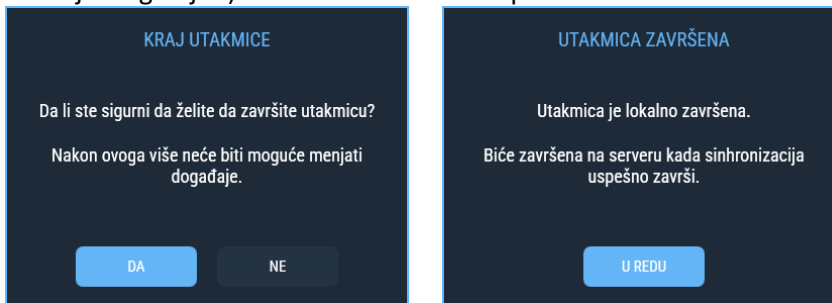 KRAJ UTAKMICE
Da li ste sigurni da želite da završite utakmicu?
Nakon ovoga više neće biti moguće menjati
događaje.
DA NE
UTAKMICA ZAVRŠENA
Utakmica je lokalno završena.
Biće završena na serveru kada sinhronizacija
uspešno završi.
U REDU